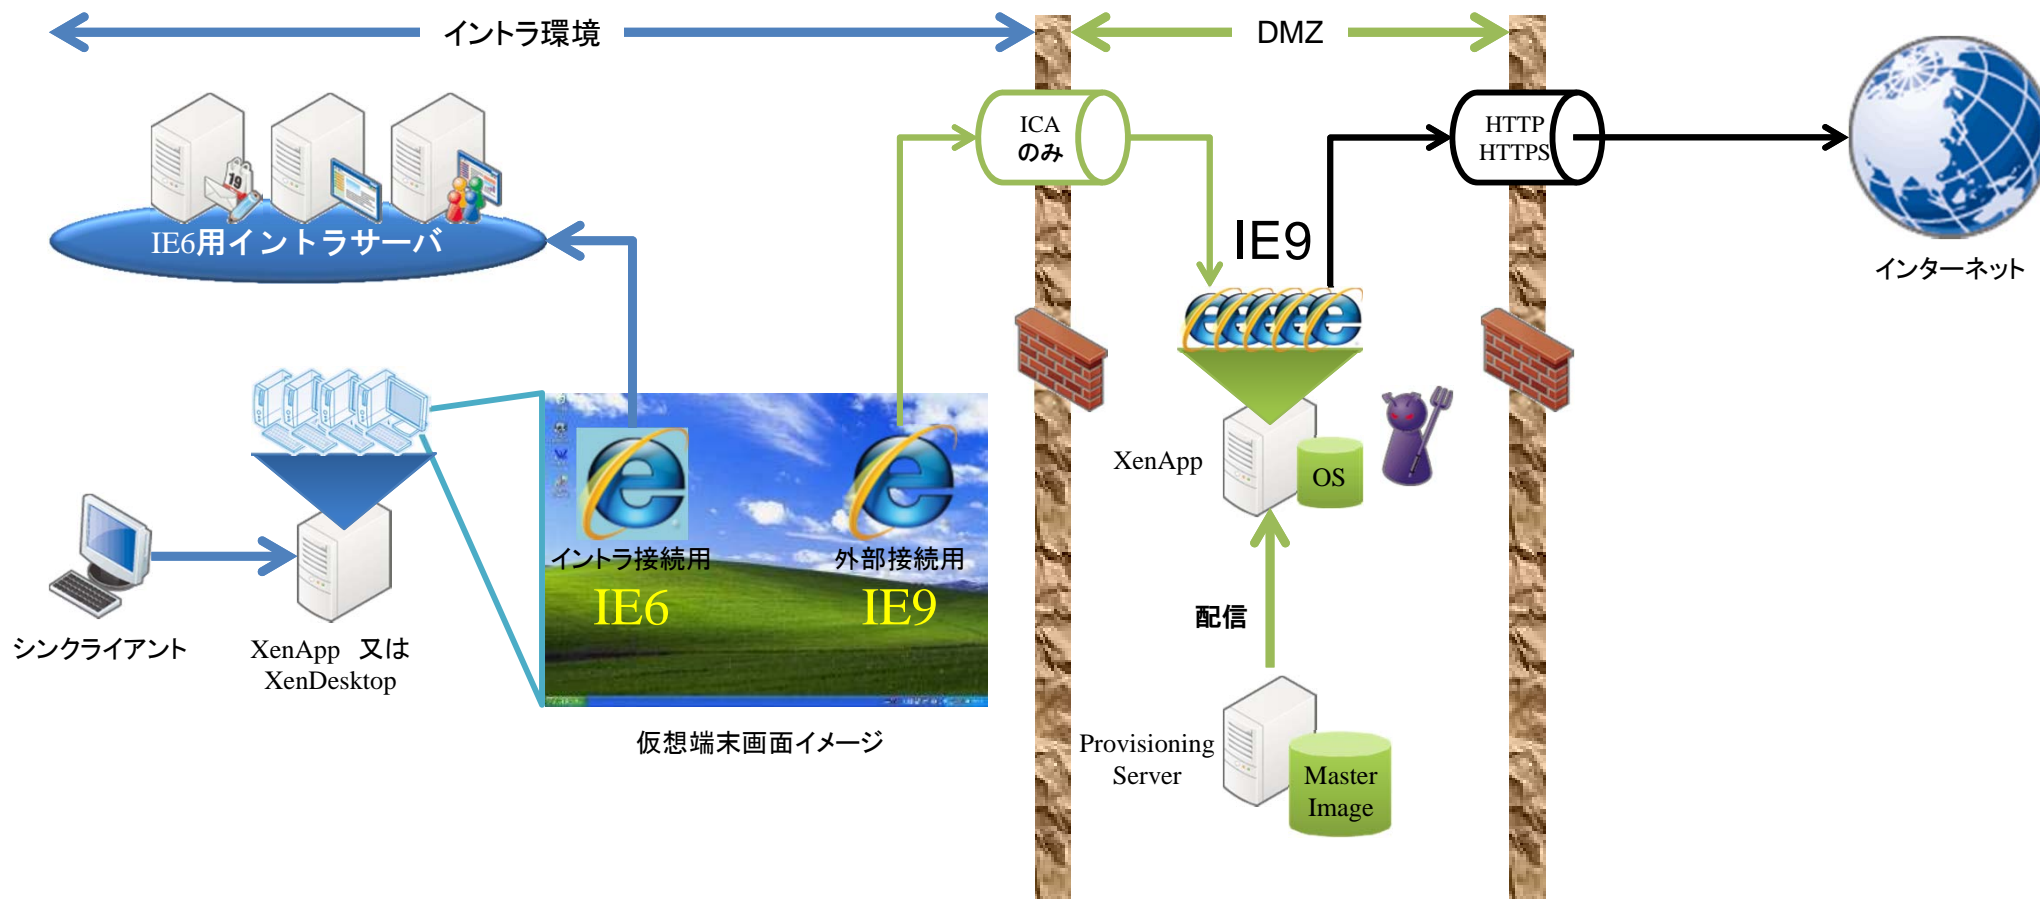 イントラ環境
DMZ
ICA
のみ
HTTP
HTTPS
19
IE6用イントラサーバ
IE9
インターネット
イントラ接続用
IE6
外部接続用
IE9
XenApp
OS
シンクライアント
XenApp 又は
XenDesktop
配信
仮想端末画面イメージ
Provisioning
Server
Master
Image